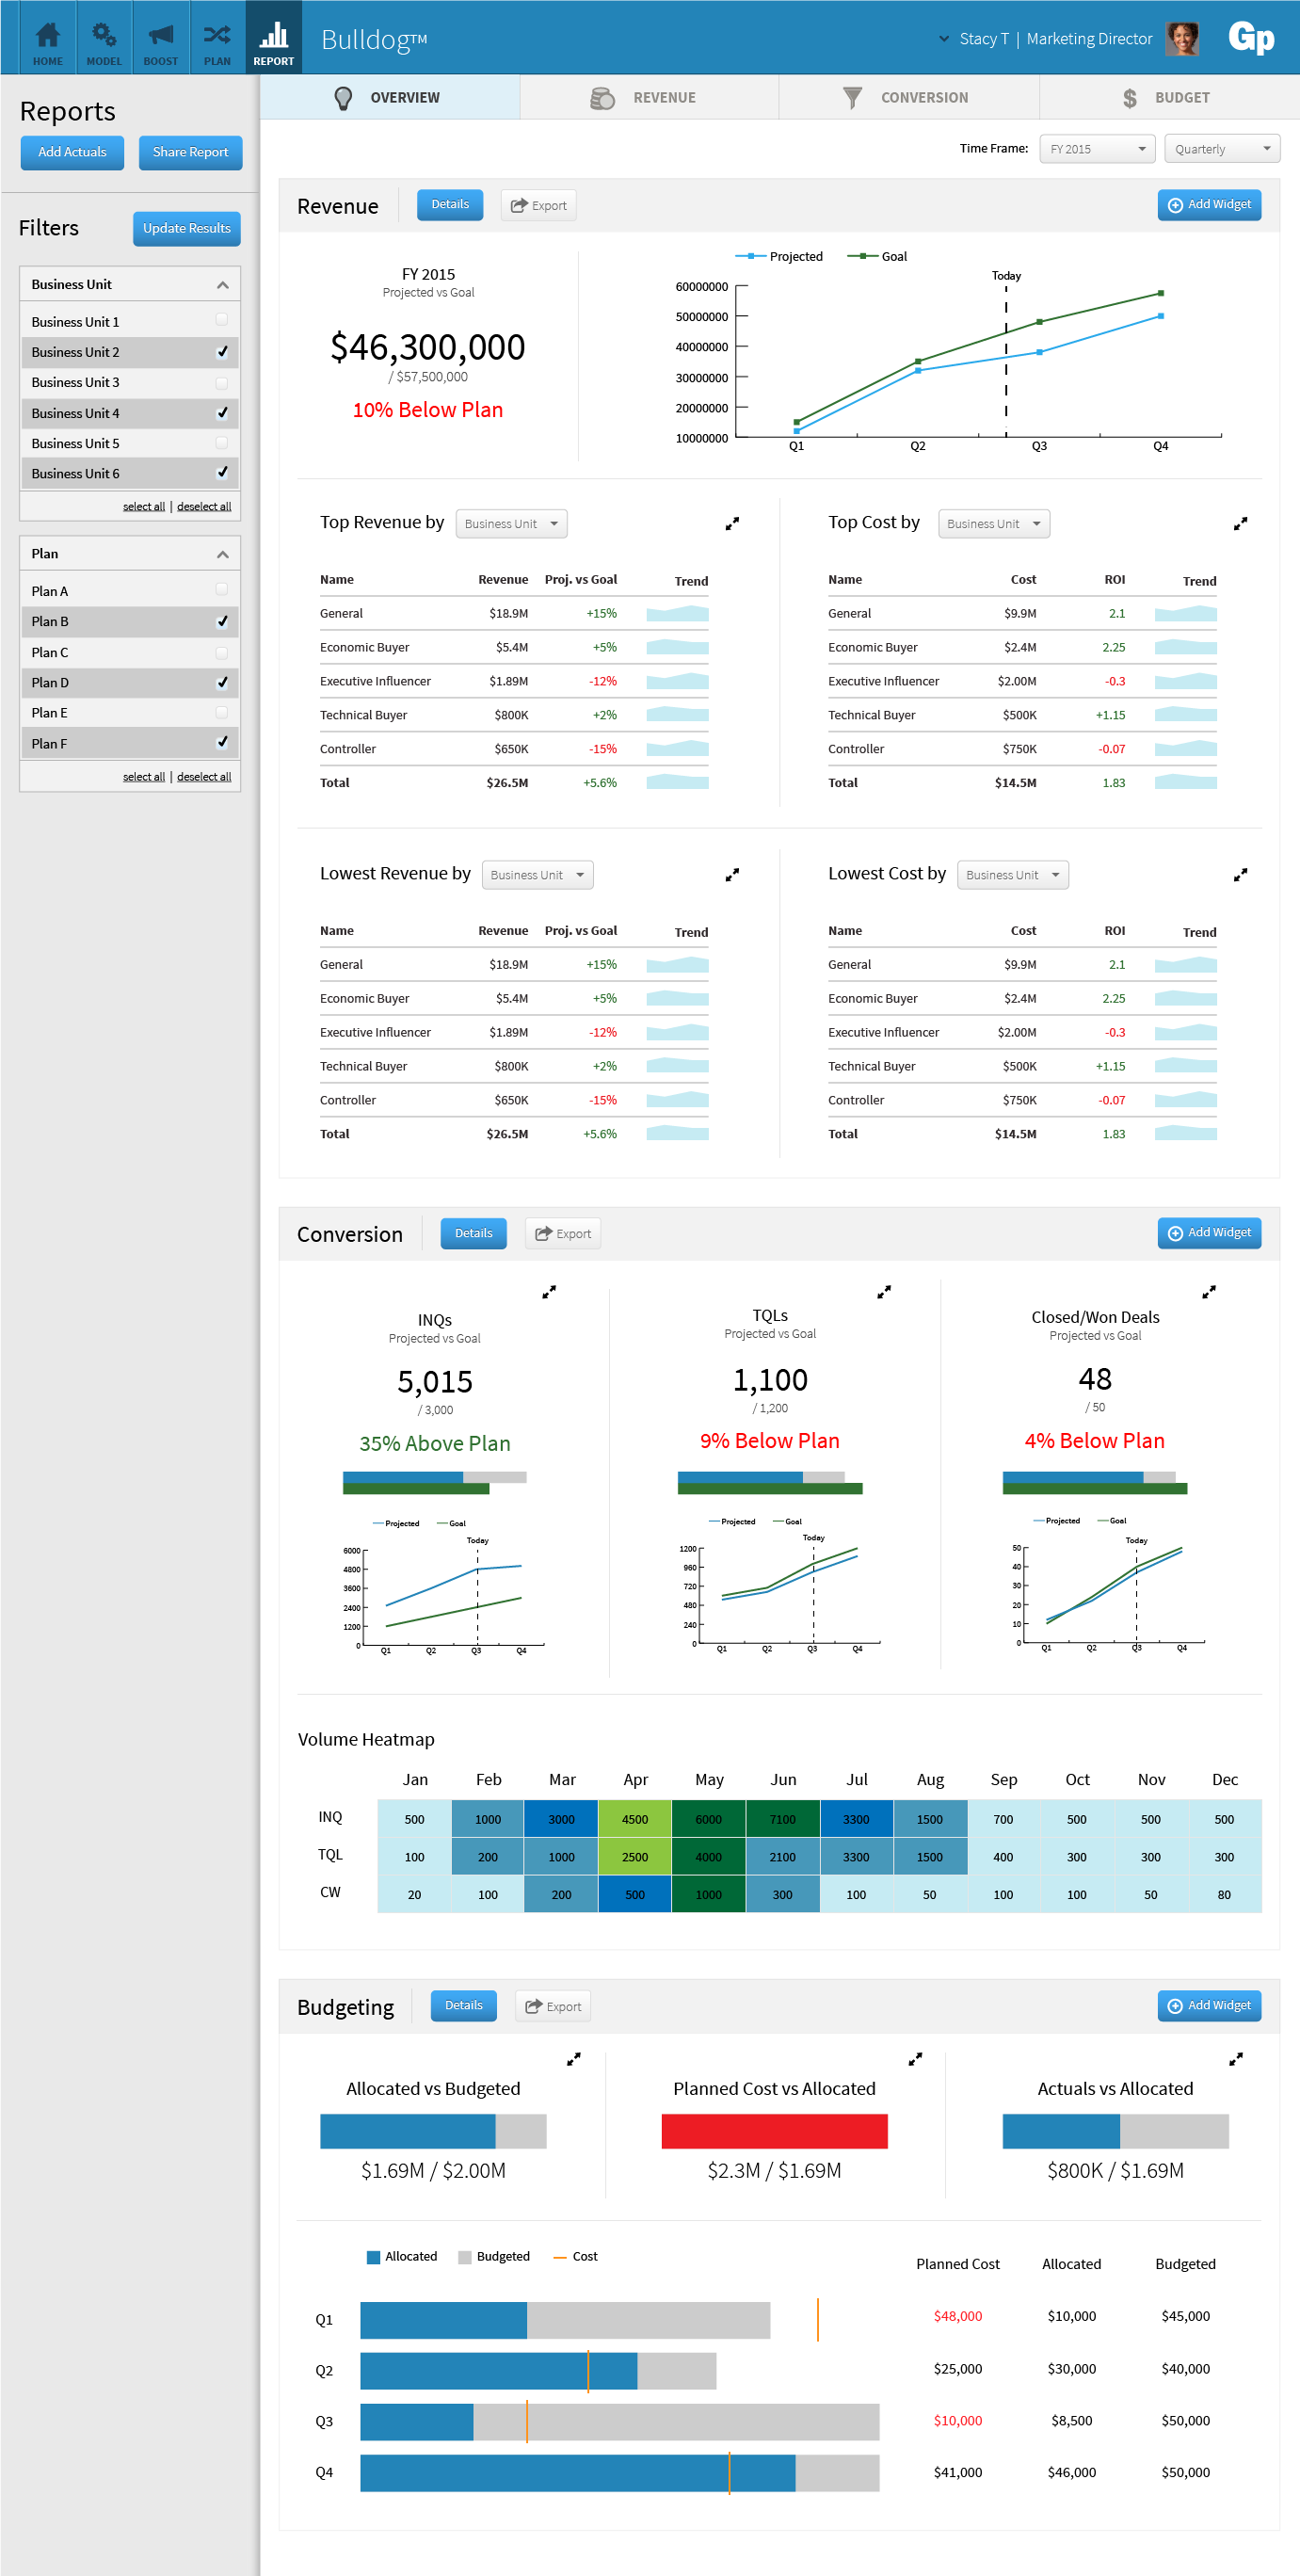 HOME MODEL BOOST PLAN REPORT Bulldog™ Stacy T | Marketing Director Gp
OVERVIEW REVENUE CONVERSION $ BUDGET
Reports
Add Actuals Share Report
Filters Update Results
Business Unit
Business Unit 1
Business Unit 2
Business Unit 3
Business Unit 4
Business Unit 5
Business Unit 6
select all | deselect all
Plan
Plan A
Plan B
Plan C
Plan D
Plan E
Plan F
select all | deselect all
Time Frame: FY 2015 Quarterly
Revenue Details Export Add Widget
FY 2015
Projected vs Goal
$46,300,000
/ $57,500,000
10% Below Plan
Projected Goal
Today
60000000
50000000
40000000
30000000
20000000
10000000
Q1 Q2 Q3 Q4
Top Revenue by Business Unit
Name Revenue Proj. vs Goal Trend
General $18.9M +15%
Economic Buyer $5.4M +5%
Executive Influencer $1.89M -12%
Technical Buyer $800K +2%
Controller $650K -15%
Total $26.5M +5.6%
Top Cost by Business Unit
Name Cost ROI Trend
General $9.9M 2.1
Economic Buyer $2.4M 2.25
Executive Influencer $2.00M -0.3
Technical Buyer $500K +1.15
Controller $750K -0.07
Total $14.5M 1.83
Lowest Revenue by Business Unit
Name Revenue Proj. vs Goal Trend
General $18.9M +15%
Economic Buyer $5.4M +5%
Executive Influencer $1.89M -12%
Technical Buyer $800K +2%
Controller $650K -15%
Total $26.5M +5.6%
Lowest Cost by Business Unit
Name Cost ROI Trend
General $9.9M 2.1
Economic Buyer $2.4M 2.25
Executive Influencer $2.00M -0.3
Technical Buyer $500K +1.15
Controller $750K -0.07
Total $14.5M 1.83
Conversion Details Export Add Widget
INQs
Projected vs Goal
5,015
/ 3,000
35% Above Plan
Projected Goal
Today
6000
4800
3600
2400
1200
0
Q1 Q2 Q3 Q4
TQLs
Projected vs Goal
1,100
/ 1,200
9% Below Plan
Projected Goal
Today
1200
960
720
480
240
0
Q1 Q2 Q3 Q4
Closed/Won Deals
Projected vs Goal
48
/ 50
4% Below Plan
Projected Goal
Today
50
40
30
20
10
0
Q1 Q2 Q3 Q4
Volume Heatmap
Jan Feb Mar Apr May Jun Jul Aug Sep Oct Nov Dec
INQ 500 1000 3000 4500 6000 7100 3300 1500 700 500 500 500
TQL 100 200 1000 2500 4000 2100 3300 1500 400 300 300 300
CW 20 100 200 500 1000 300 100 50 100 100 50 80
Budgeting Details Export Add Widget
Allocated vs Budgeted
$1.69M / $2.00M
Planned Cost vs Allocated
$2.3M / $1.69M
Actuals vs Allocated
$800K / $1.69M
Allocated Budgeted Cost
Planned Cost Allocated Budgeted
Q1 $48,000 $10,000 $45,000
Q2 $25,000 $30,000 $40,000
Q3 $10,000 $8,500 $50,000
Q4 $41,000 $46,000 $50,000